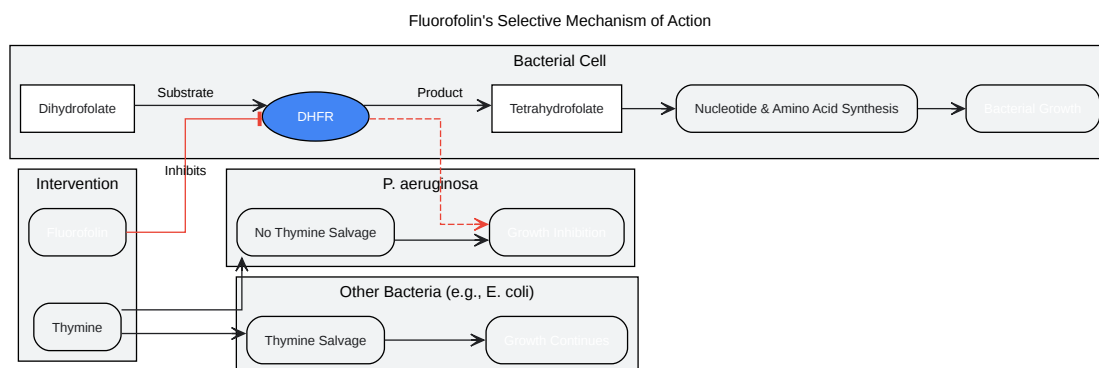 Fluorofolin's Selective Mechanism of Action
Bacterial Cell
Dihydrofolate
Substrate
DHFR
Product
Tetrahydrofolate
Nucleotide & Amino Acid Synthesis
Bacterial Growth
Inhibits
Intervention
Fluorofolin
Thymine
P. aeruginosa
No Thymine Salvage
Growth Inhibition
Other Bacteria (e.g., E. coli)
Thymine Salvage
Growth Continues